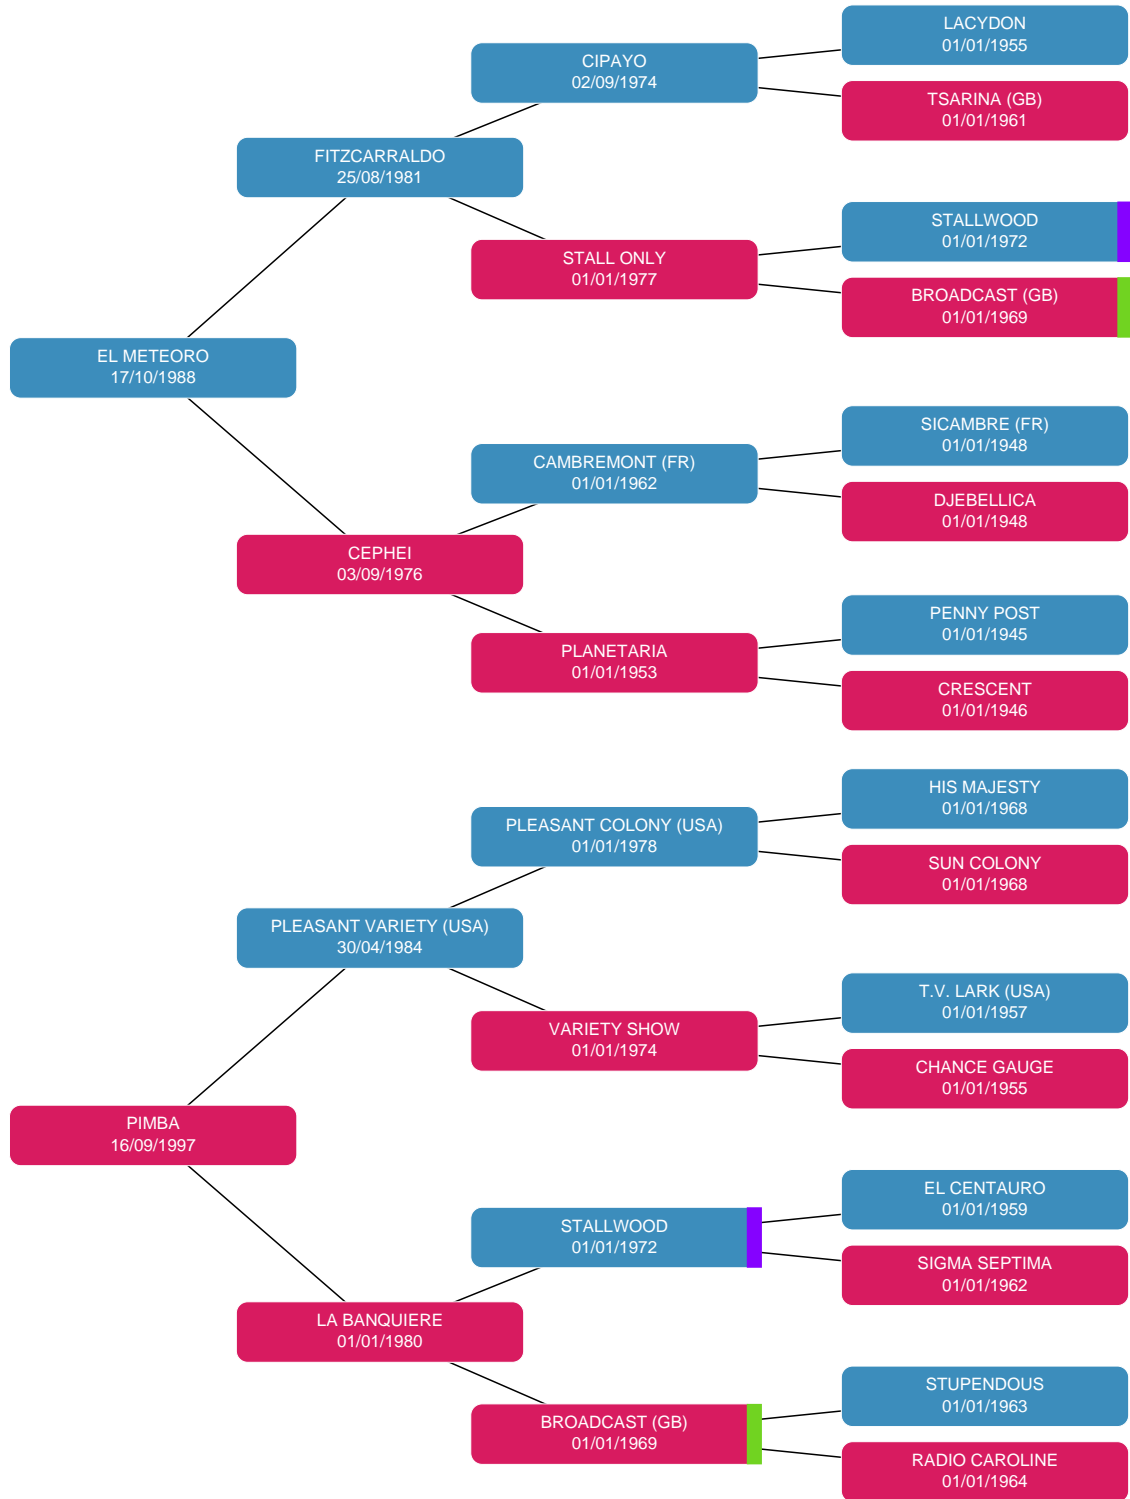 LACYDON
01/01/1955
CIPAYO
02/09/1974
TSARINA (GB)
01/01/1961
FITZCARRALDO
25/08/1981
STALLWOOD
01/01/1972
STALL ONLY
01/01/1977
BROADCAST (GB)
01/01/1969
EL METEORO
17/10/1988
SICAMBRE (FR)
01/01/1948
CAMBREMONT (FR)
01/01/1962
DJEBELLICA
01/01/1948
CEPHEI
03/09/1976
PENNY POST
01/01/1945
PLANETARIA
01/01/1953
CRESCENT
01/01/1946
HIS MAJESTY
01/01/1968
PLEASANT COLONY (USA)
01/01/1978
SUN COLONY
01/01/1968
PLEASANT VARIETY (USA)
30/04/1984
T.V. LARK (USA)
01/01/1957
VARIETY SHOW
01/01/1974
CHANCE GAUGE
01/01/1955
PIMBA
16/09/1997
EL CENTAURO
01/01/1959
STALLWOOD
01/01/1972
SIGMA SEPTIMA
01/01/1962
LA BANQUIERE
01/01/1980
STUPENDOUS
01/01/1963
BROADCAST (GB)
01/01/1969
RADIO CAROLINE
01/01/1964